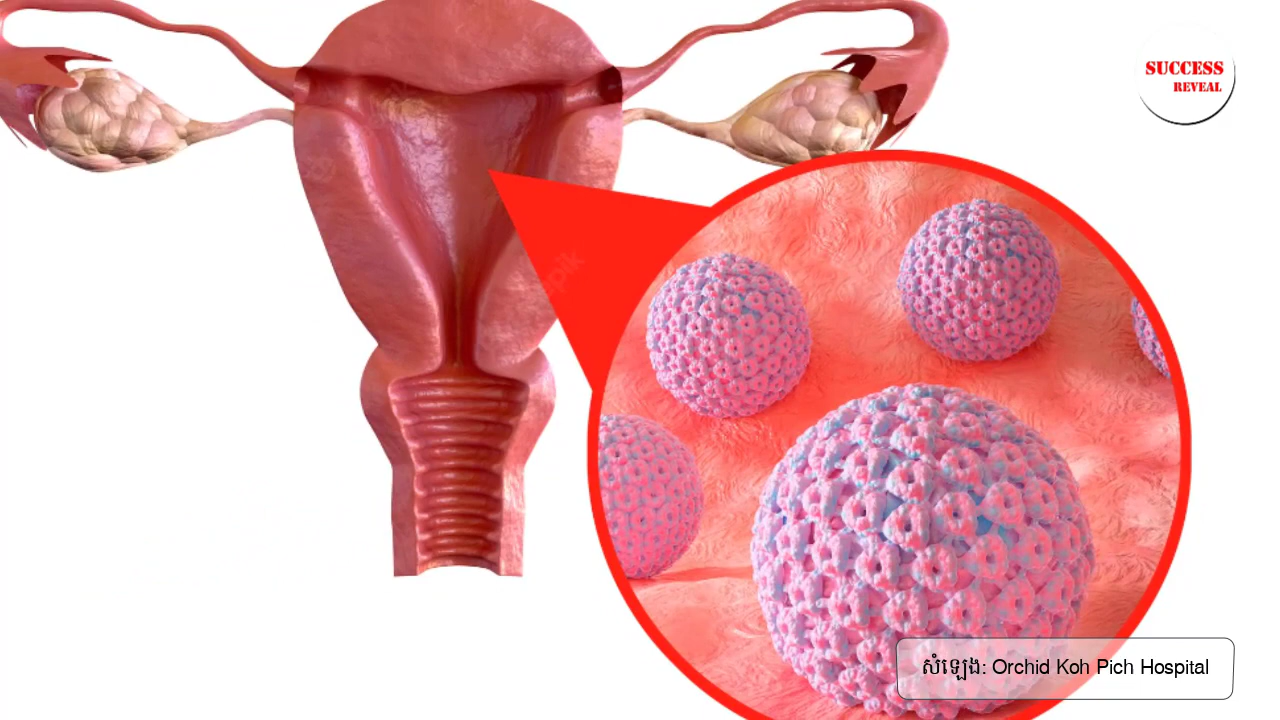 SUCCESS
REVEAL
សំឡេង: Orchid Koh Pich Hospital